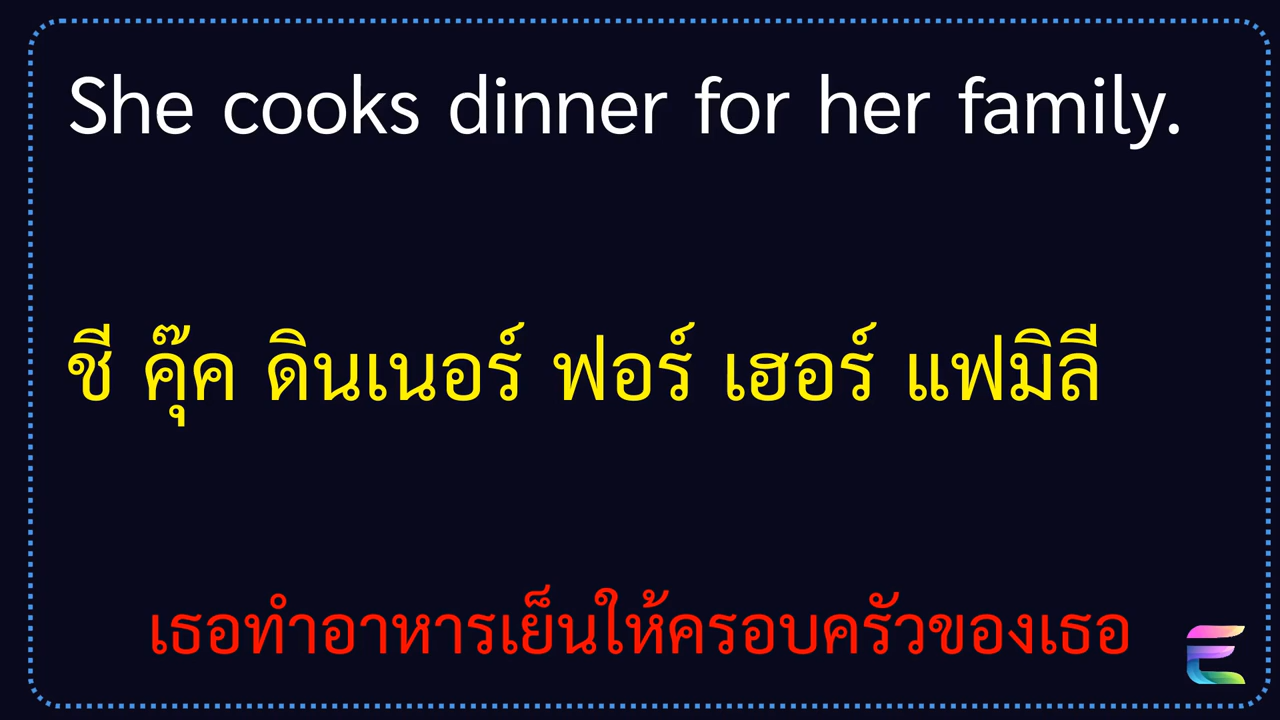 She cooks dinner for her family.
ชี คุ๊ค ดินเนอร์ ฟอร์ เฮอร์ แฟมิลี
เธอทำอาหารเย็นให้ครอบครัวของเธอ